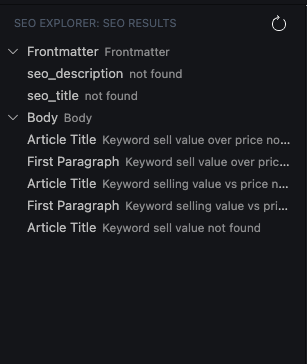 SEO EXPLORER: SEO RESULTS
Frontmatter Frontmatter
seo_description not found
seo_title not found
Body Body
Article Title Keyword sell value over price no...
First Paragraph Keyword sell value over pric...
Article Title Keyword selling value vs price n...
First Paragraph Keyword selling value vs pri...
Article Title Keyword sell value not found